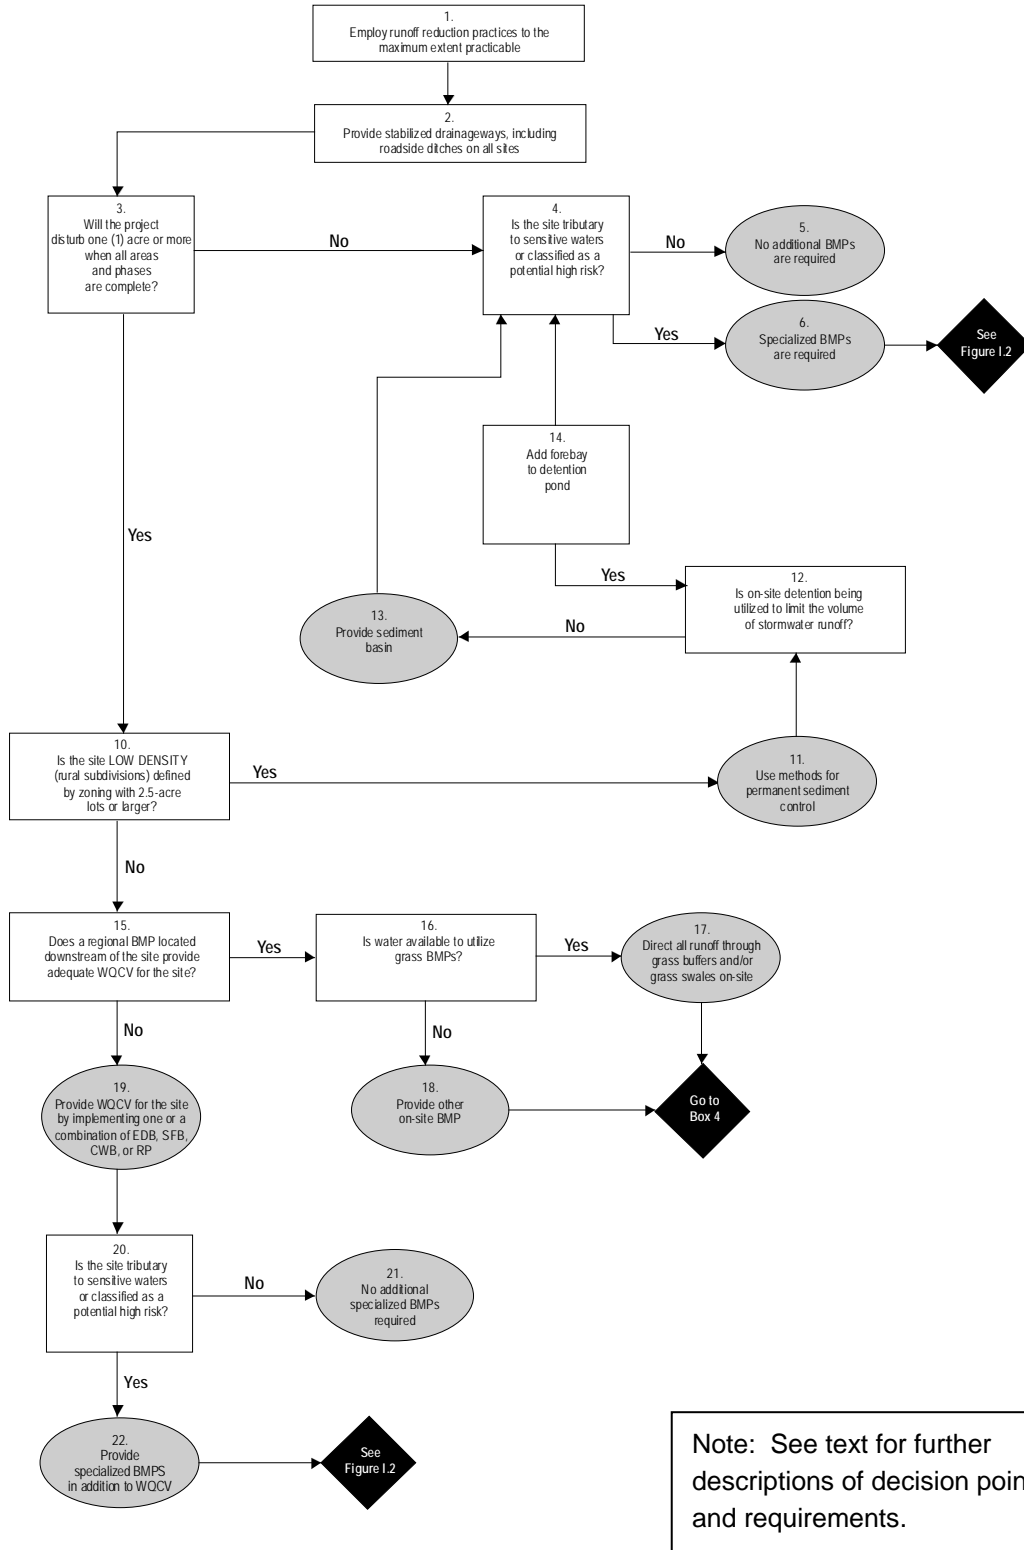 1.
Employ runoff reduction practices to the
maximum extent practicable
2.
Provide stabilized drainageways, including
roadside ditches on all sites
3.
Will the project
disturb one (1) acre or more
when all areas
and phases
are complete?
No
4.
Is the site tributary
to sensitive waters
or classified as a
potential high risk?
No
5.
No additional BMPs
are required
Yes
6.
Specialized BMPs
are required
See
Figure I.2
14.
Add forebay
to detention
pond
Yes
Yes
12.
Is on-site detention being
utilized to limit the volume
of stormwater runoff?
No
13.
Provide sediment
basin
10.
Is the site LOW DENSITY
(rural subdivisions) defined
by zoning with 2.5-acre
lots or larger?
Yes
11.
Use methods for
permanent sediment
control
No
15.
Does a regional BMP located
downstream of the site provide
adequate WQCV for the site?
Yes
16.
Is water available to utilize
grass BMPs?
Yes
17.
Direct all runoff through
grass buffers and/or
grass swales on-site
No
No
19.
Provide WQCV for the site
by implementing one or a
combination of EDB, SFB,
CWB, or RP
18.
Provide other
on-site BMP
Go to
Box 4
20.
Is the site tributary
to sensitive waters
or classified as a
potential high risk?
No
21.
No additional
specialized BMPs
required
Yes
22.
Provide
specialized BMPS
in addition to WQCV
See
Figure I.2
Note: See text for further
descriptions of decision poin
and requirements.